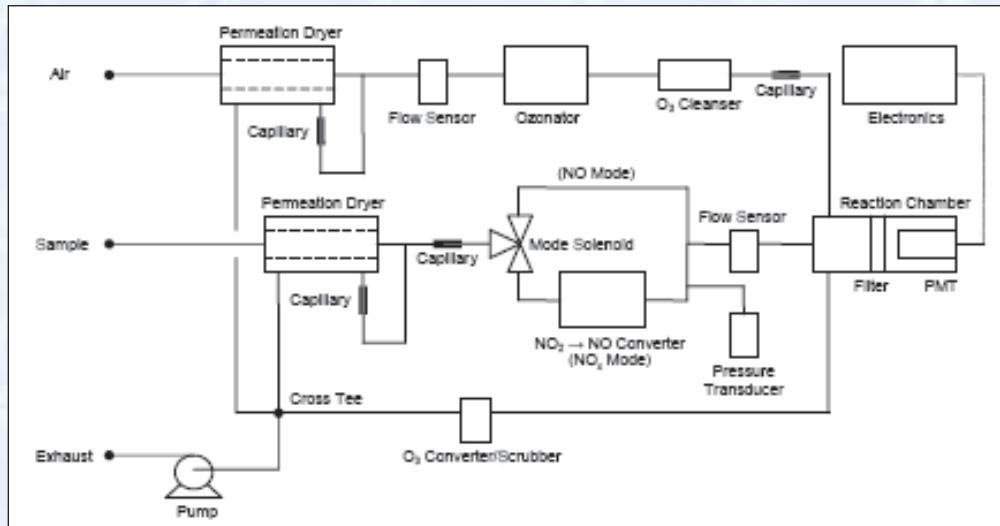 Permeation Dryer
Air
Capillary
Flow Sensor
Ozonator
O₃ Cleanser
Capillary
Electronics
(NO Mode)
Permeation Dryer
Flow Sensor
Reaction Chamber
Sample
Capillary
Mode Solenoid
Capillary
Filter
PMT
NO₂ → NO Converter
(NOₓ Mode)
Pressure
Transducer
Cross Tee
Exhaust
O₃ Converter/Scrubber
Pump